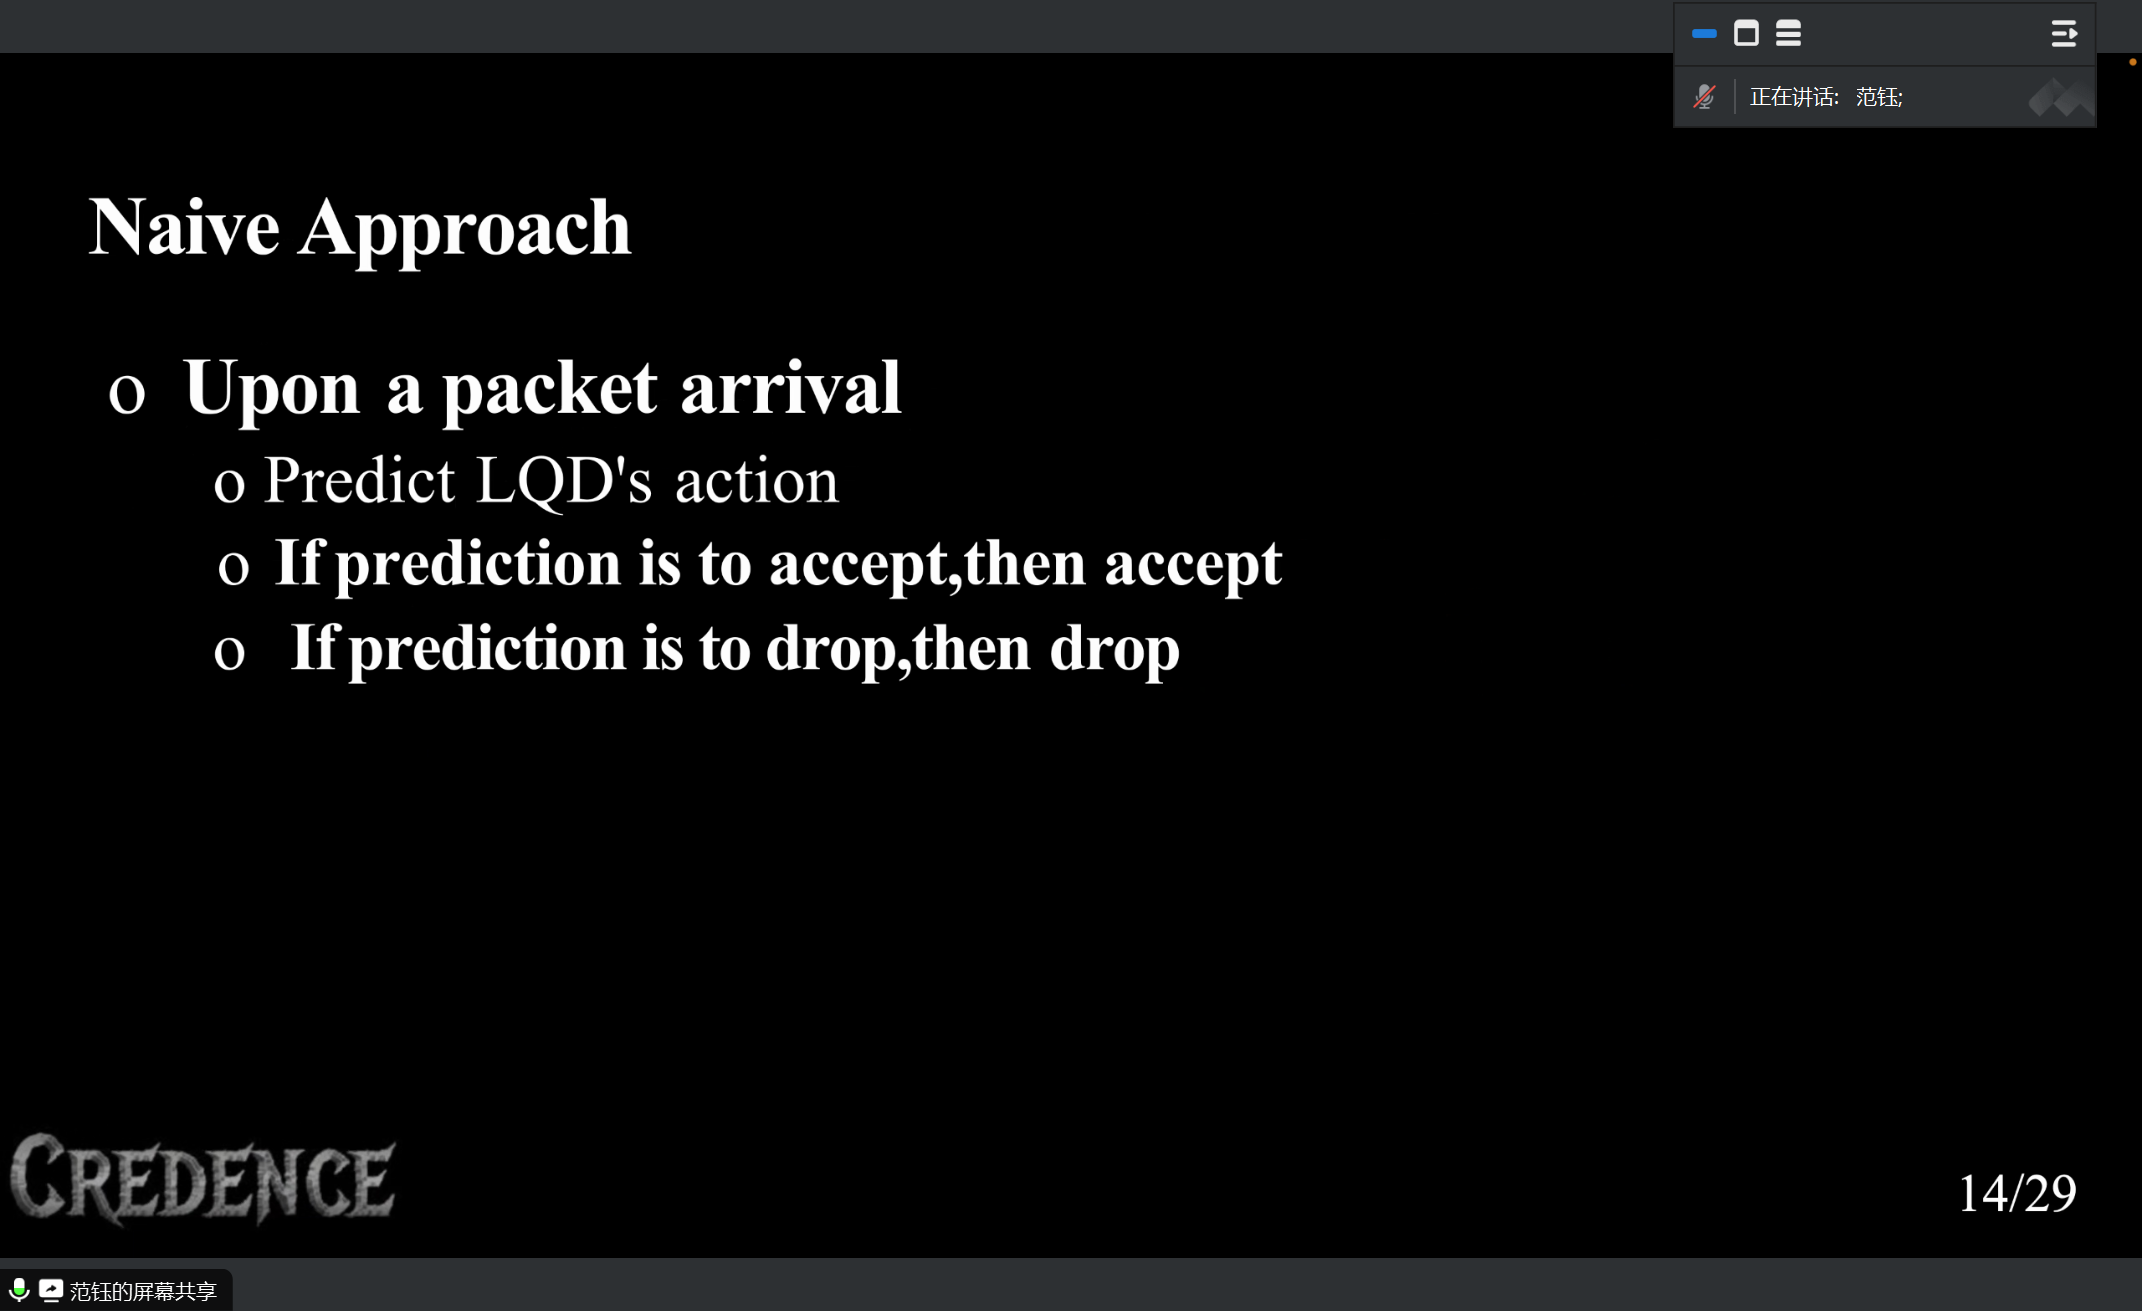 正在讲话: 范钰;
Naive Approach
o Upon a packet arrival
o Predict LQD's action
o If prediction is to accept,then accept
o If prediction is to drop,then drop
CREDENCE
14/29
范钰的屏幕共享